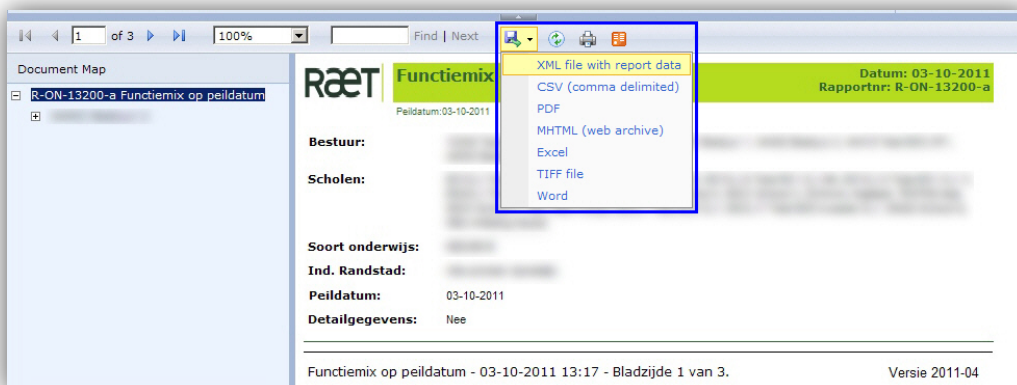 1 of 3 100% Find | Next
Document Map
R-ON-13200-a Functiemix op peildatum
RAET Functiemix
Datum: 03-10-2011
Rapportnr: R-ON-13200-a
Peildatum:03-10-2011
XML file with report data
CSV (comma delimited)
PDF
MHTML (web archive)
Excel
TIFF file
Word
Bestuur:
Scholen:
Soort onderwijs:
Ind. Randstad:
Peildatum: 03-10-2011
Detailgegevens: Nee
Functiemix op peildatum - 03-10-2011 13:17 - Bladzijde 1 van 3. Versie 2011-04